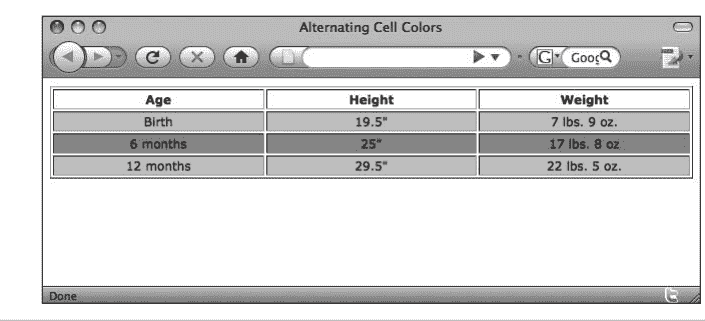 Alternating Cell Colors
G Goog
Age Height Weight
Birth 19.5" 7 lbs. 9 oz.
6 months 25" 17 lbs. 8 oz
12 months 29.5" 22 lbs. 5 oz.
Done